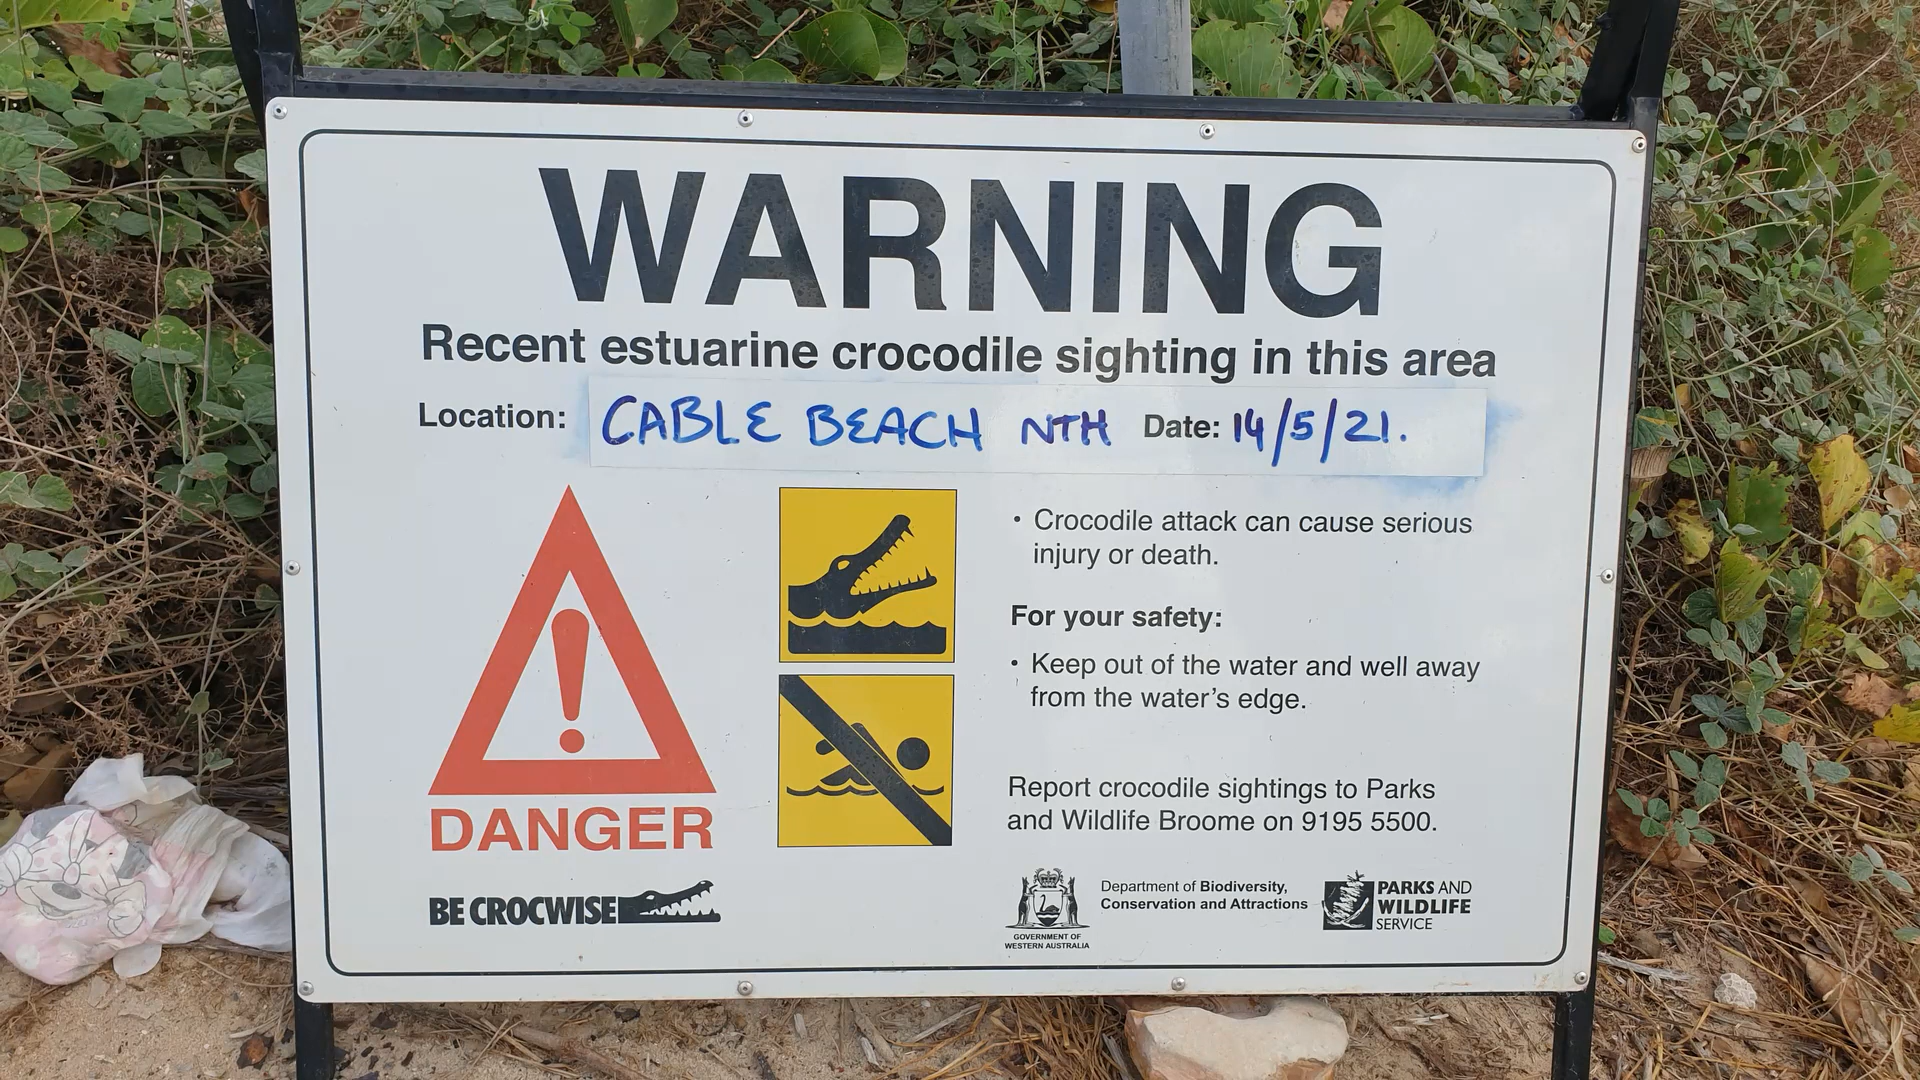 WARNING
Recent estuarine crocodile sighting in this area
Location: CABLE BEACH NTH Date: 14/5/21.
• Crocodile attack can cause serious
injury or death.
For your safety:
• Keep out of the water and well away
from the water's edge.
Report crocodile sightings to Parks
and Wildlife Broome on 9195 5500.
DANGER
BE CROCWISE
GOVERNMENT OF
WESTERN AUSTRALIA
Department of Biodiversity,
Conservation and Attractions
PARKS AND
WILDLIFE
SERVICE